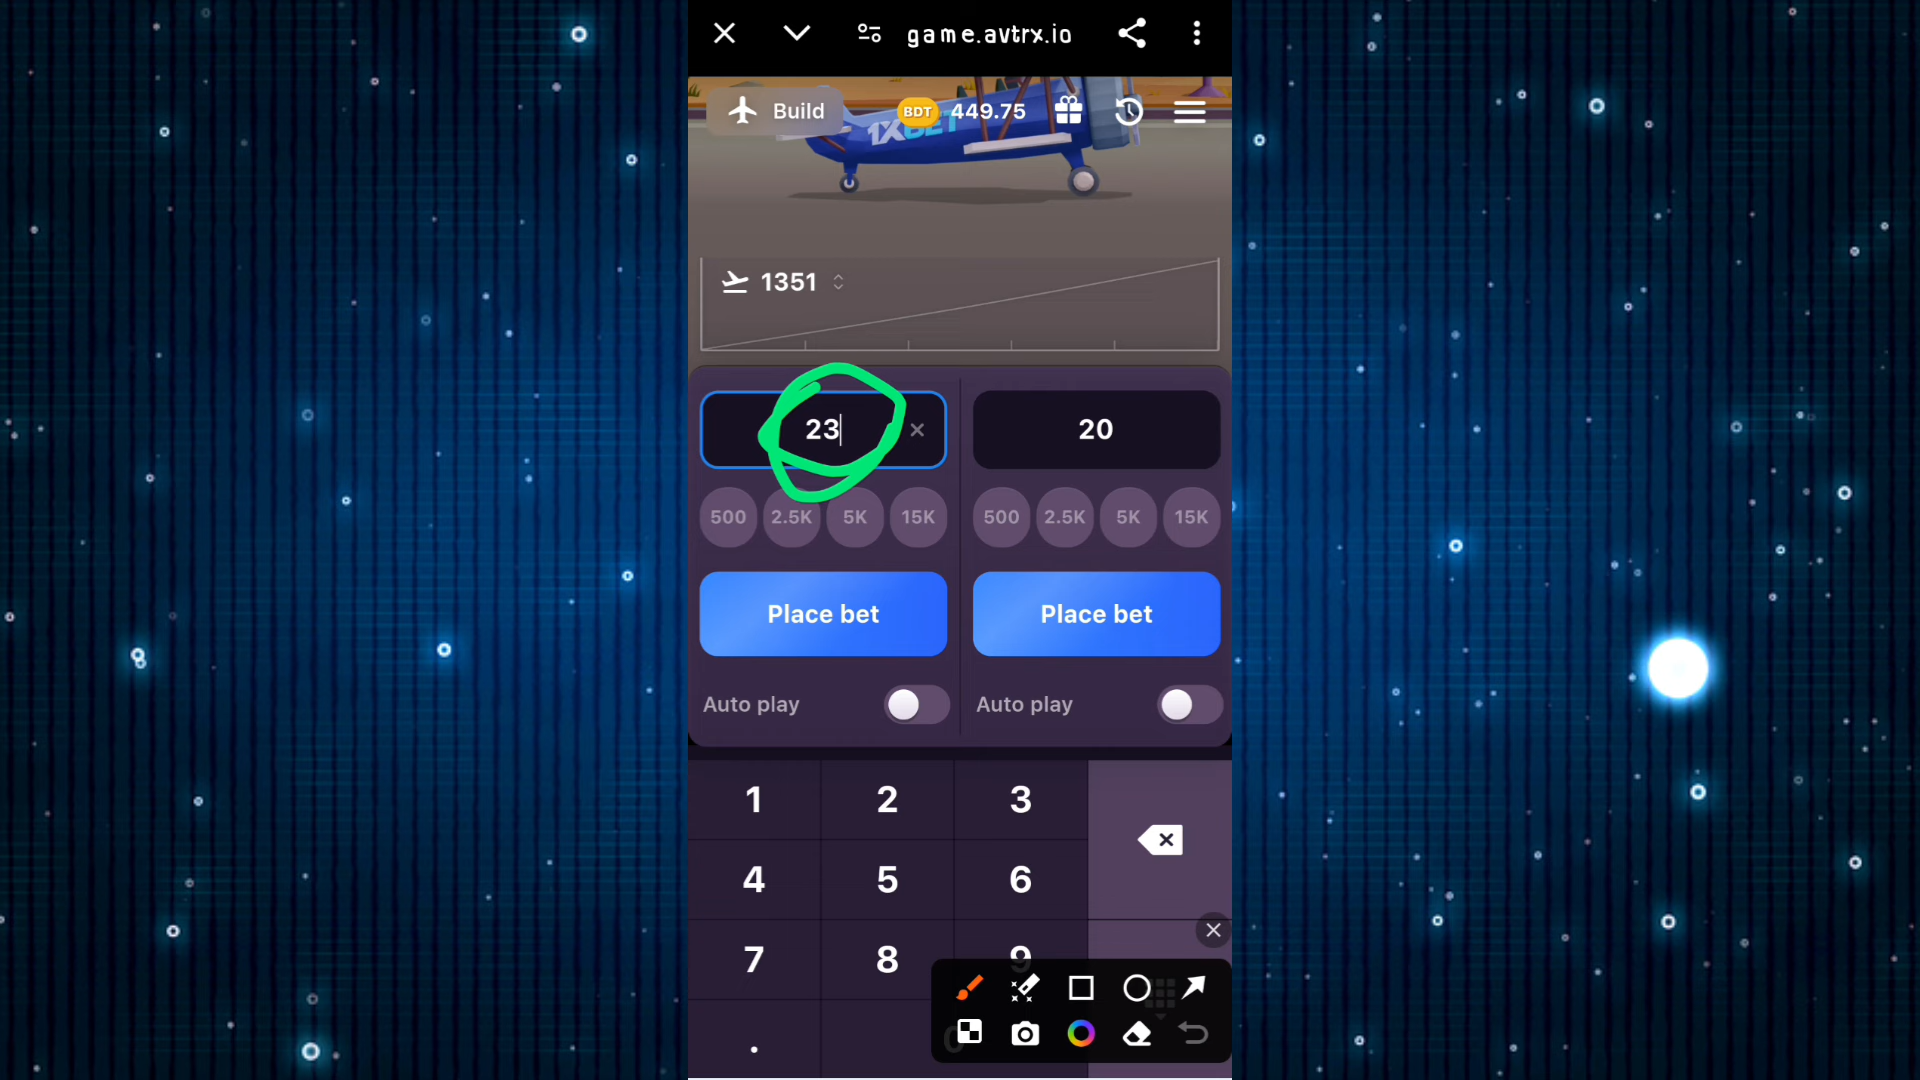 game.avtrx.io
Build
BDT 449.75
1XBET
1351
23
20
500 2.5K 5K 15K
500 2.5K 5K 15K
Place bet
Place bet
Auto play
Auto play
1 2 3
4 5 6
7 8 9
. 0